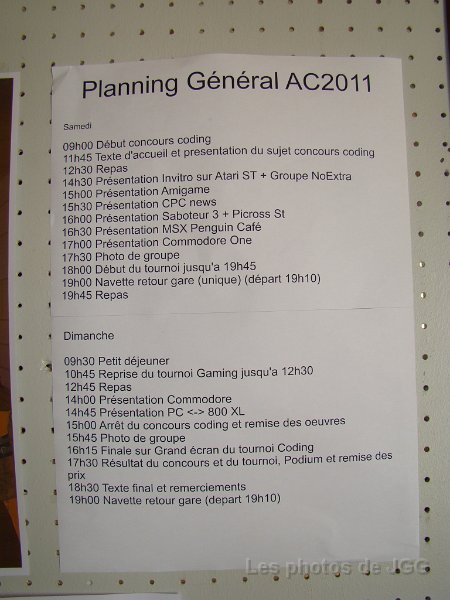 Planning Général AC2011
Samedi
09h00 Début concours coding
11h45 Texte d'accueil et presentation du sujet concours coding
12h30 Repas
14h30 Présentation Invitro sur Atari ST + Groupe NoExtra
15h00 Présentation Amigame
15h30 Présentation CPC news
16h00 Présentation Saboteur 3 + Picross St
16h30 Présentation MSX Penguin Café
17h00 Présentation Commodore One
17h30 Photo de groupe
18h00 Début du tournoi jusqu'a 19h45
19h00 Navette retour gare (unique) (départ 19h10)
19h45 Repas
Dimanche
09h30 Petit déjeuner
10h45 Reprise du tournoi Gaming jusqu'a 12h30
12h45 Repas
14h00 Présentation Commodore
14h45 Présentation PC <-> 800 XL
15h00 Arrêt du concours coding et remise des oeuvres
15h45 Photo de groupe
16h15 Finale sur Grand écran du tournoi Coding
17h30 Résultat du concours et du tournoi, Podium et remise des
prix
18h30 Texte final et remerciements
19h00 Navette retour gare (depart 19h10)
Les photos de JGG